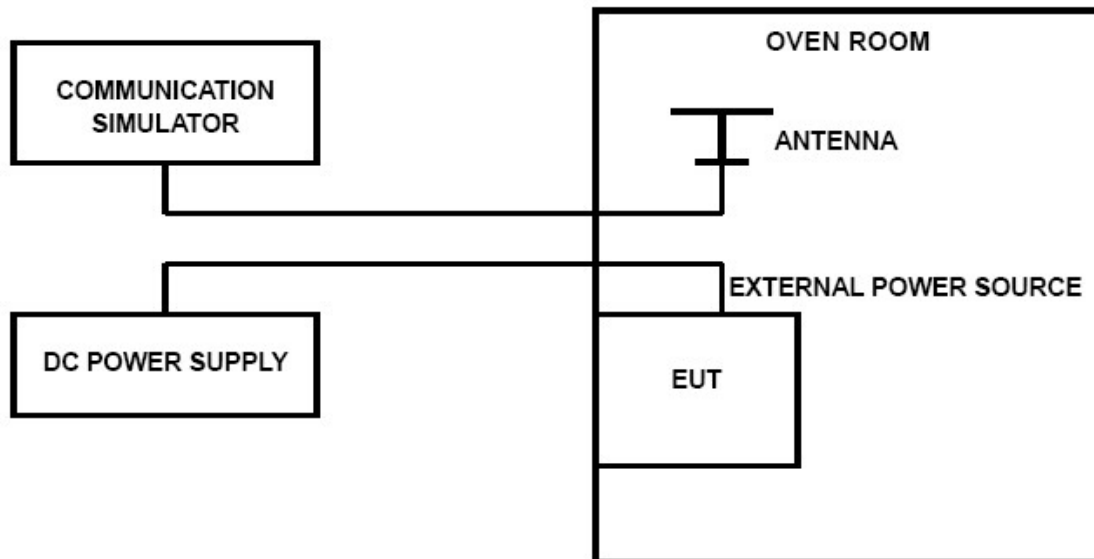 OVEN ROOM
COMMUNICATION
SIMULATOR
ANTENNA
EXTERNAL POWER SOURCE
DC POWER SUPPLY
EUT